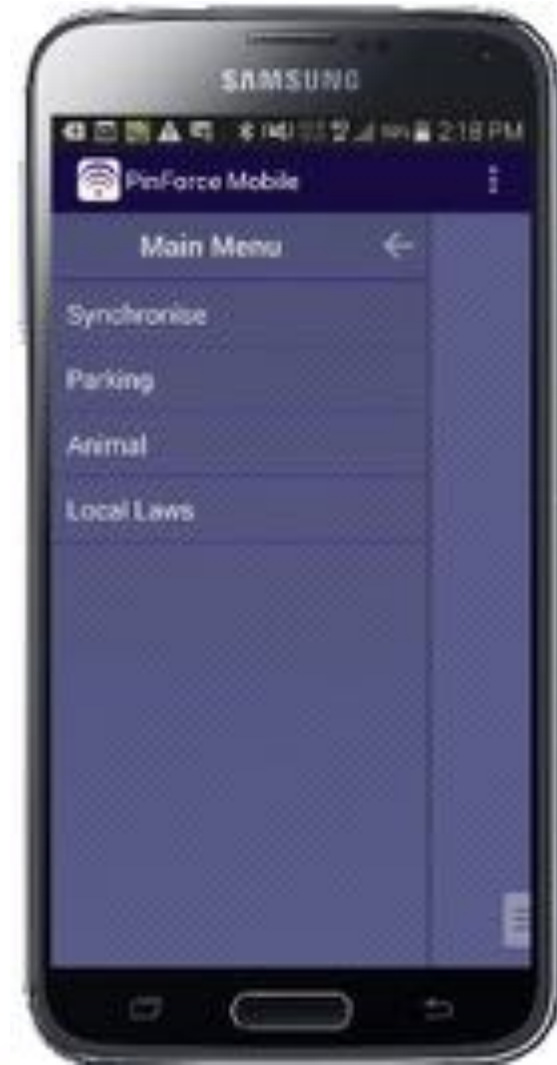 SAMSUNG
2:18 PM
PinForce Mobile
Main Menu
Synchronise
Parking
Animal
Local Laws